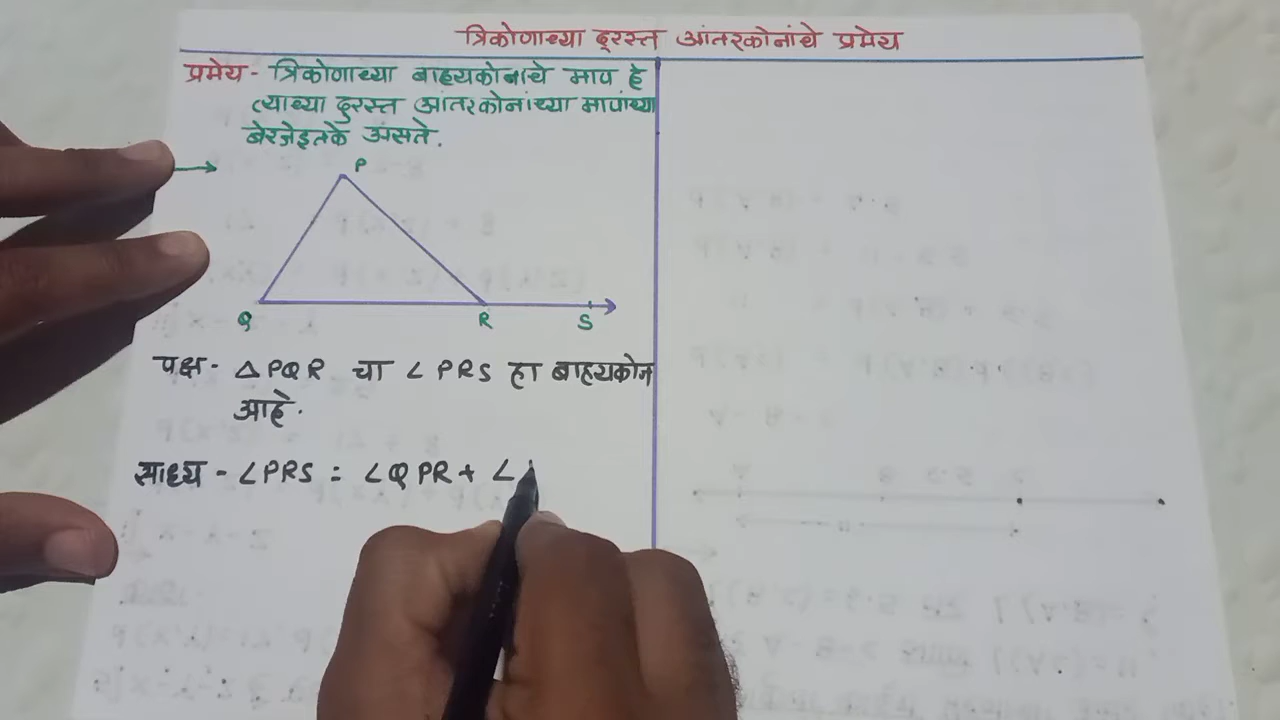 त्रिकोणाच्या दूरस्त आंतरकोनांचे प्रमेय
प्रमेय - त्रिकोणाच्या बाह्यकोनाचे माप हे
त्याच्या दुरस्त आंतरकोनांच्या मापांच्या
बेरजेइतके असते.
P
Q R S
पक्ष - △PQR चा ∠PRS हा बाह्यकोन
आहे.
साध्य - ∠PRS = ∠QPR + ∠